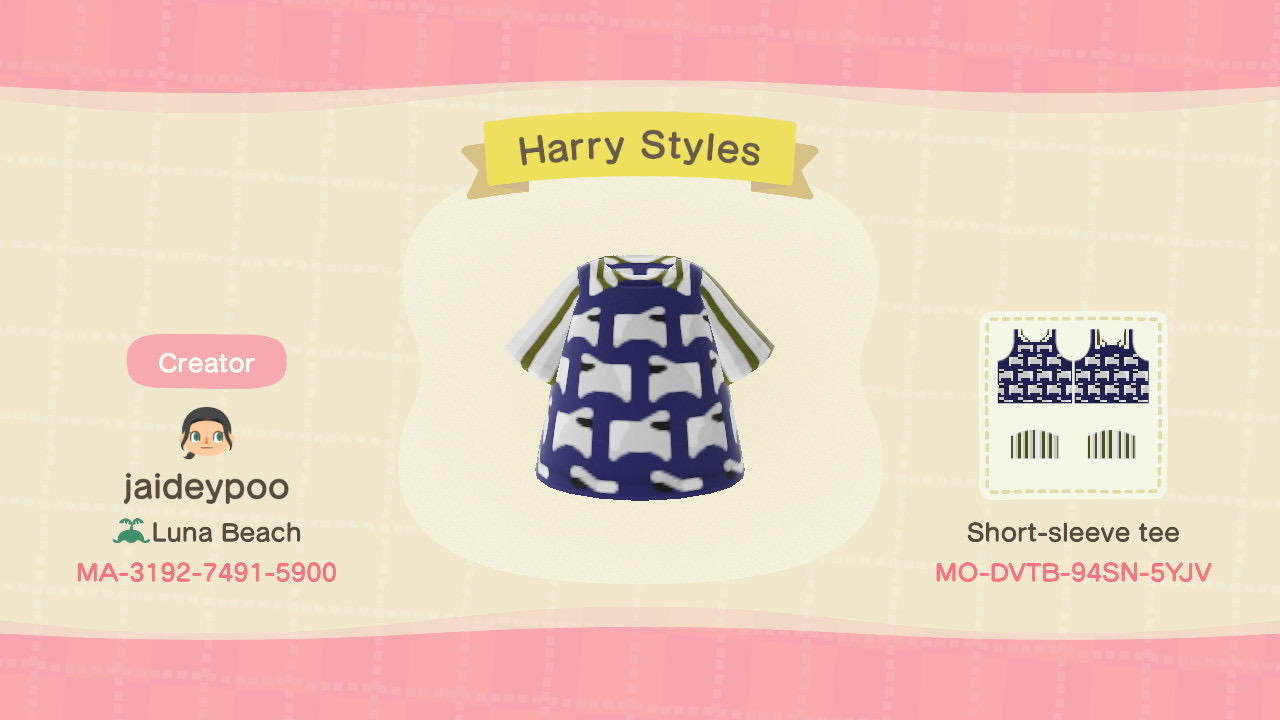 Harry Styles
Creator
jaideypoo
Luna Beach
MA-3192-7491-5900
Short-sleeve tee
MO-DVTB-94SN-5YJV